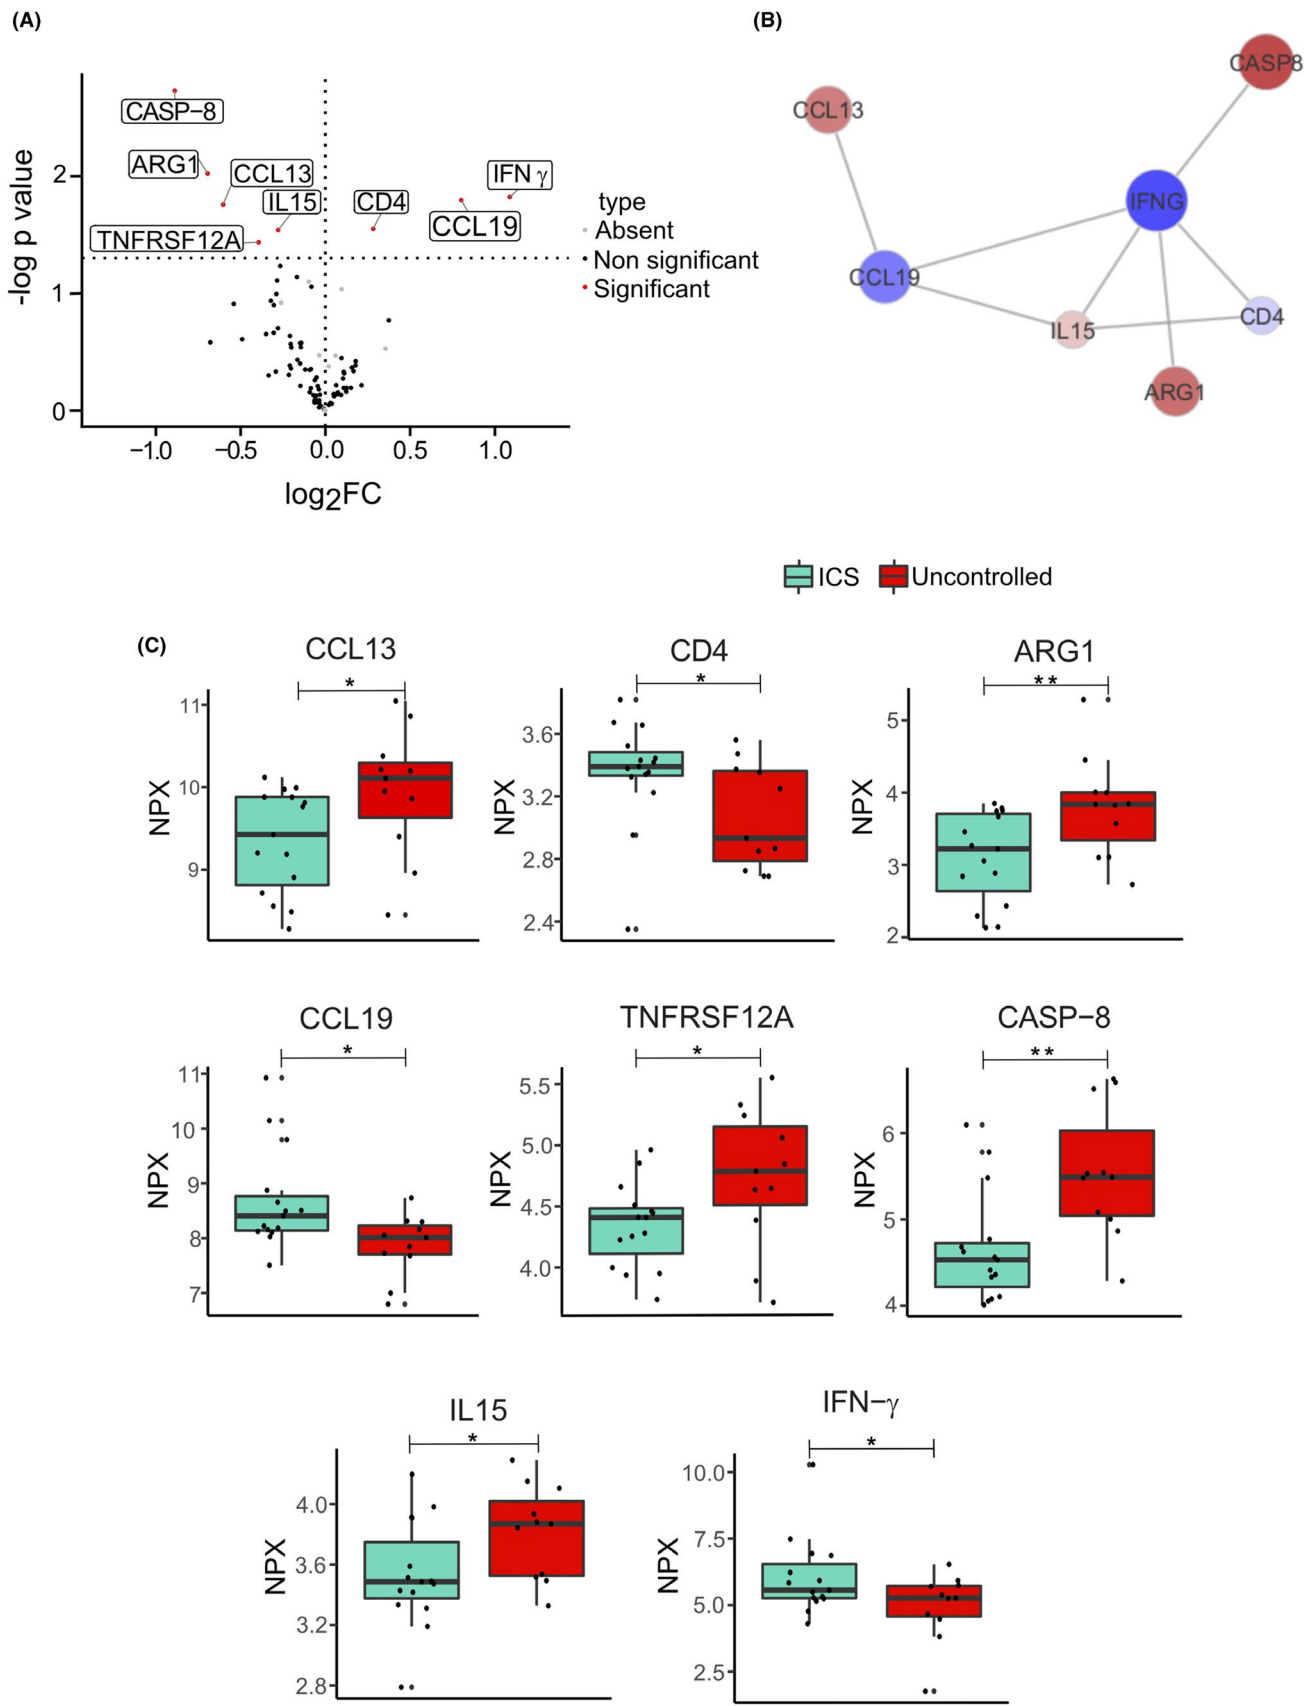 (A)
-log p value
2
1
0
CASP−8
ARG1
CCL13
IL15
TNFRSF12A
CD4
IFN γ
CCL19
type
Absent
Non significant
Significant
−1.0 −0.5 0.0 0.5 1.0
log2FC
(B)
CASP8
CCL13
IFNG
CCL19
IL15
CD4
ARG1
ICS Uncontrolled
(C)
CCL13
*
NPX
11
10
9
CD4
*
NPX
3.6
3.2
2.8
2.4
ARG1
**
NPX
5
4
3
2
CCL19
*
NPX
11
10
9
8
7
TNFRSF12A
*
NPX
5.5
5.0
4.5
4.0
CASP−8
**
NPX
6
5
4
IL15
*
NPX
4.0
3.6
3.2
2.8
IFN−γ
*
NPX
10.0
7.5
5.0
2.5